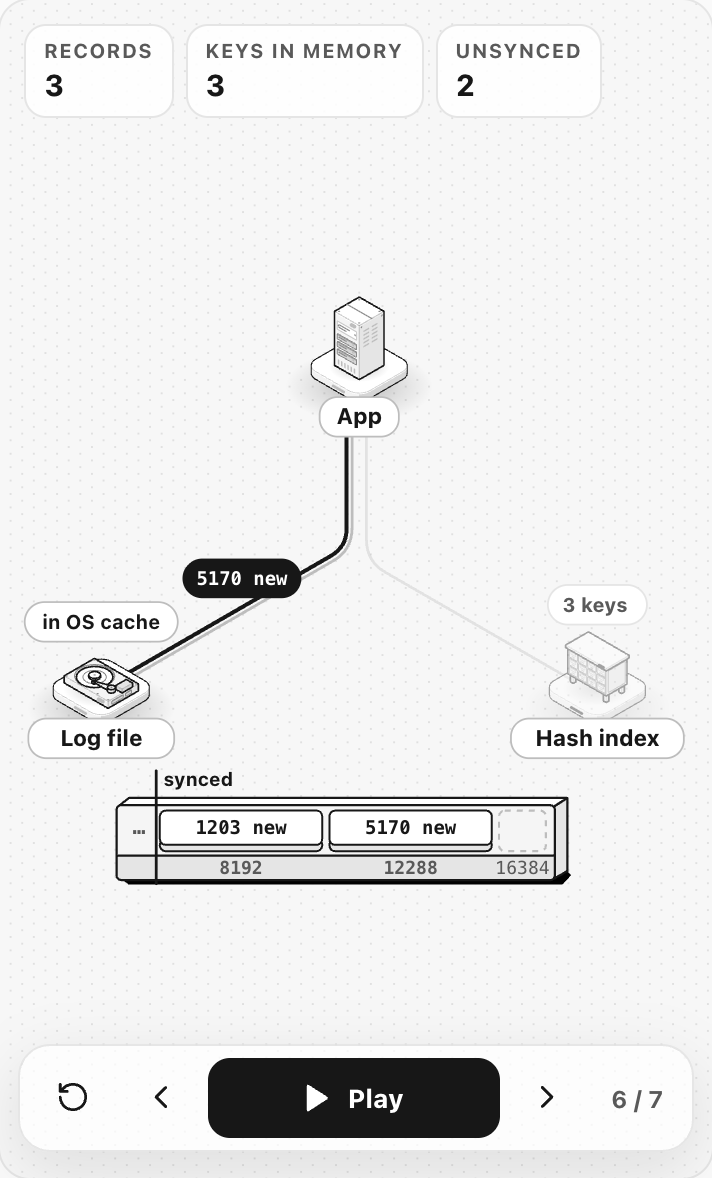 RECORDS
3
KEYS IN MEMORY
3
UNSYNCED
2
App
5170 new
in OS cache
3 keys
Log file
Hash index
synced
…
1203 new
5170 new
8192
12288
16384
Play
6 / 7